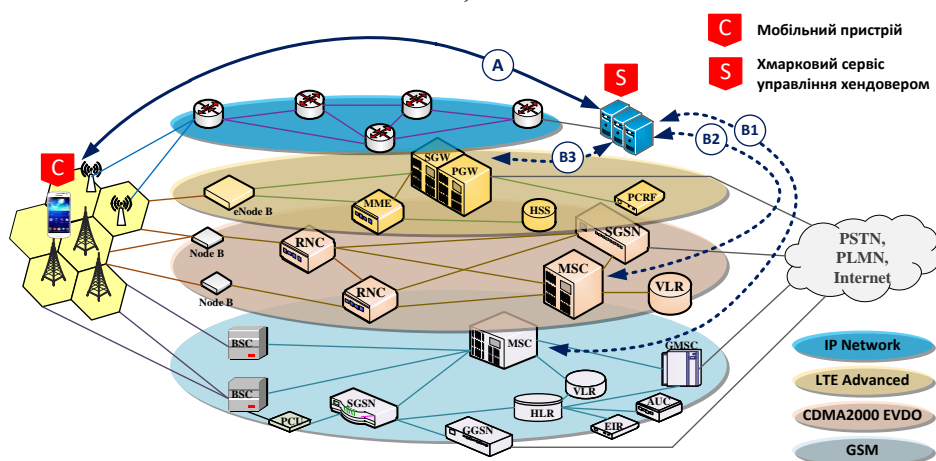 C
Мобільний пристрій
S
Хмарковий сервіс
управління хендовером
A
S
B1
B2
B3
C
SGW
PGW
eNode B
MME
HSS
PCRF
SGSN
Node B
RNC
MSC
VLR
Node B
RNC
PSTN,
PLMN,
Internet
BSC
MSC
GMSC
BSC
PCU
SGSN
GGSN
VLR
HLR
AUC
EIR
IP Network
LTE Advanced
CDMA2000 EVDO
GSM